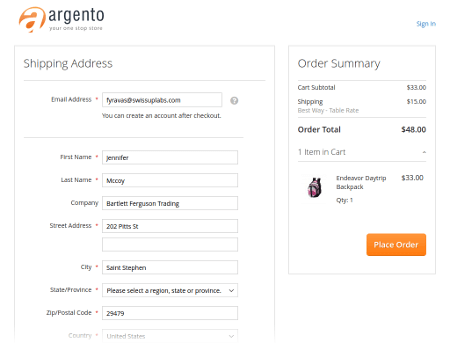 argento
your one stop store
Sign In
Shipping Address
Email Address *
fyravas@swissuplabs.com
?
You can create an account after checkout.
First Name *
Jennifer
Last Name *
Mccoy
Company
Bartlett Ferguson Trading
Street Address *
202 Pitts St
City *
Saint Stephen
State/Province *
Please select a region, state or province.
Zip/Postal Code *
29479
Country *
United States
Order Summary
Cart Subtotal $33.00
Shipping $15.00
Best Way - Table Rate
Order Total $48.00
1 Item in Cart
Endeavor Daytrip $33.00
Backpack
Qty: 1
Place Order